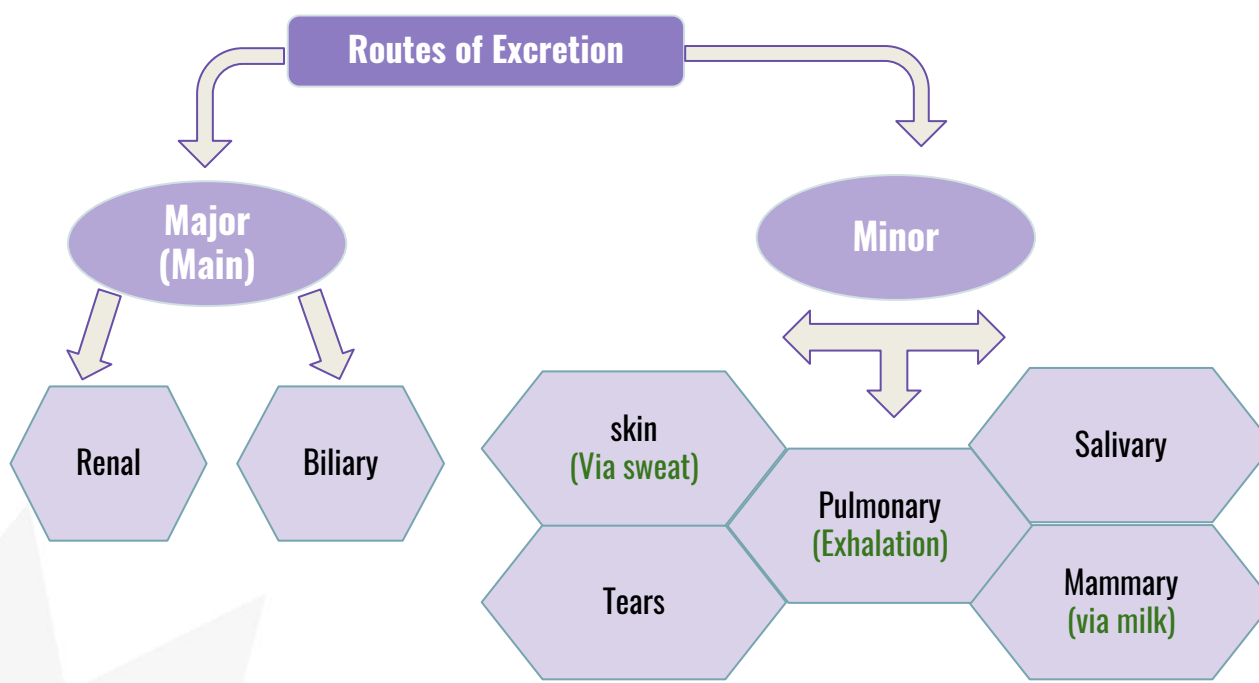 Routes of Excretion
Major
(Main)
Minor
Renal
Biliary
skin
(Via sweat)
Tears
Pulmonary
(Exhalation)
Salivary
Mammary
(via milk)